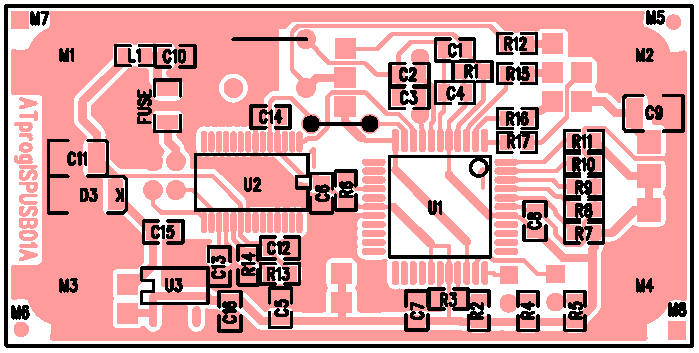 M7
M5
R12
C1
M1
L1
C10
M2
C2
R1
R15
FUSE
C3
C4
C9
C14
R16
R17
R11
ATprogISPUSB01A
C11
R10
U2
R9
D3
K
C6
R6
U1
R8
C8
R7
C15
C12
C13
R14
R13
M3
U3
M4
R3
C5
C16
C7
R2
R4
R5
M6
M8